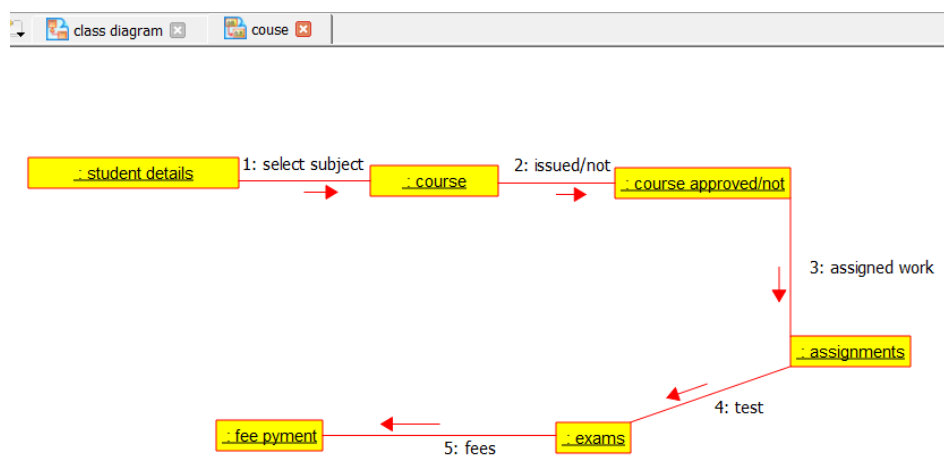 class diagram
couse
: student details
1: select subject
: course
2: issued/not
: course approved/not
3: assigned work
: assignments
4: test
: exams
5: fees
: fee pyment